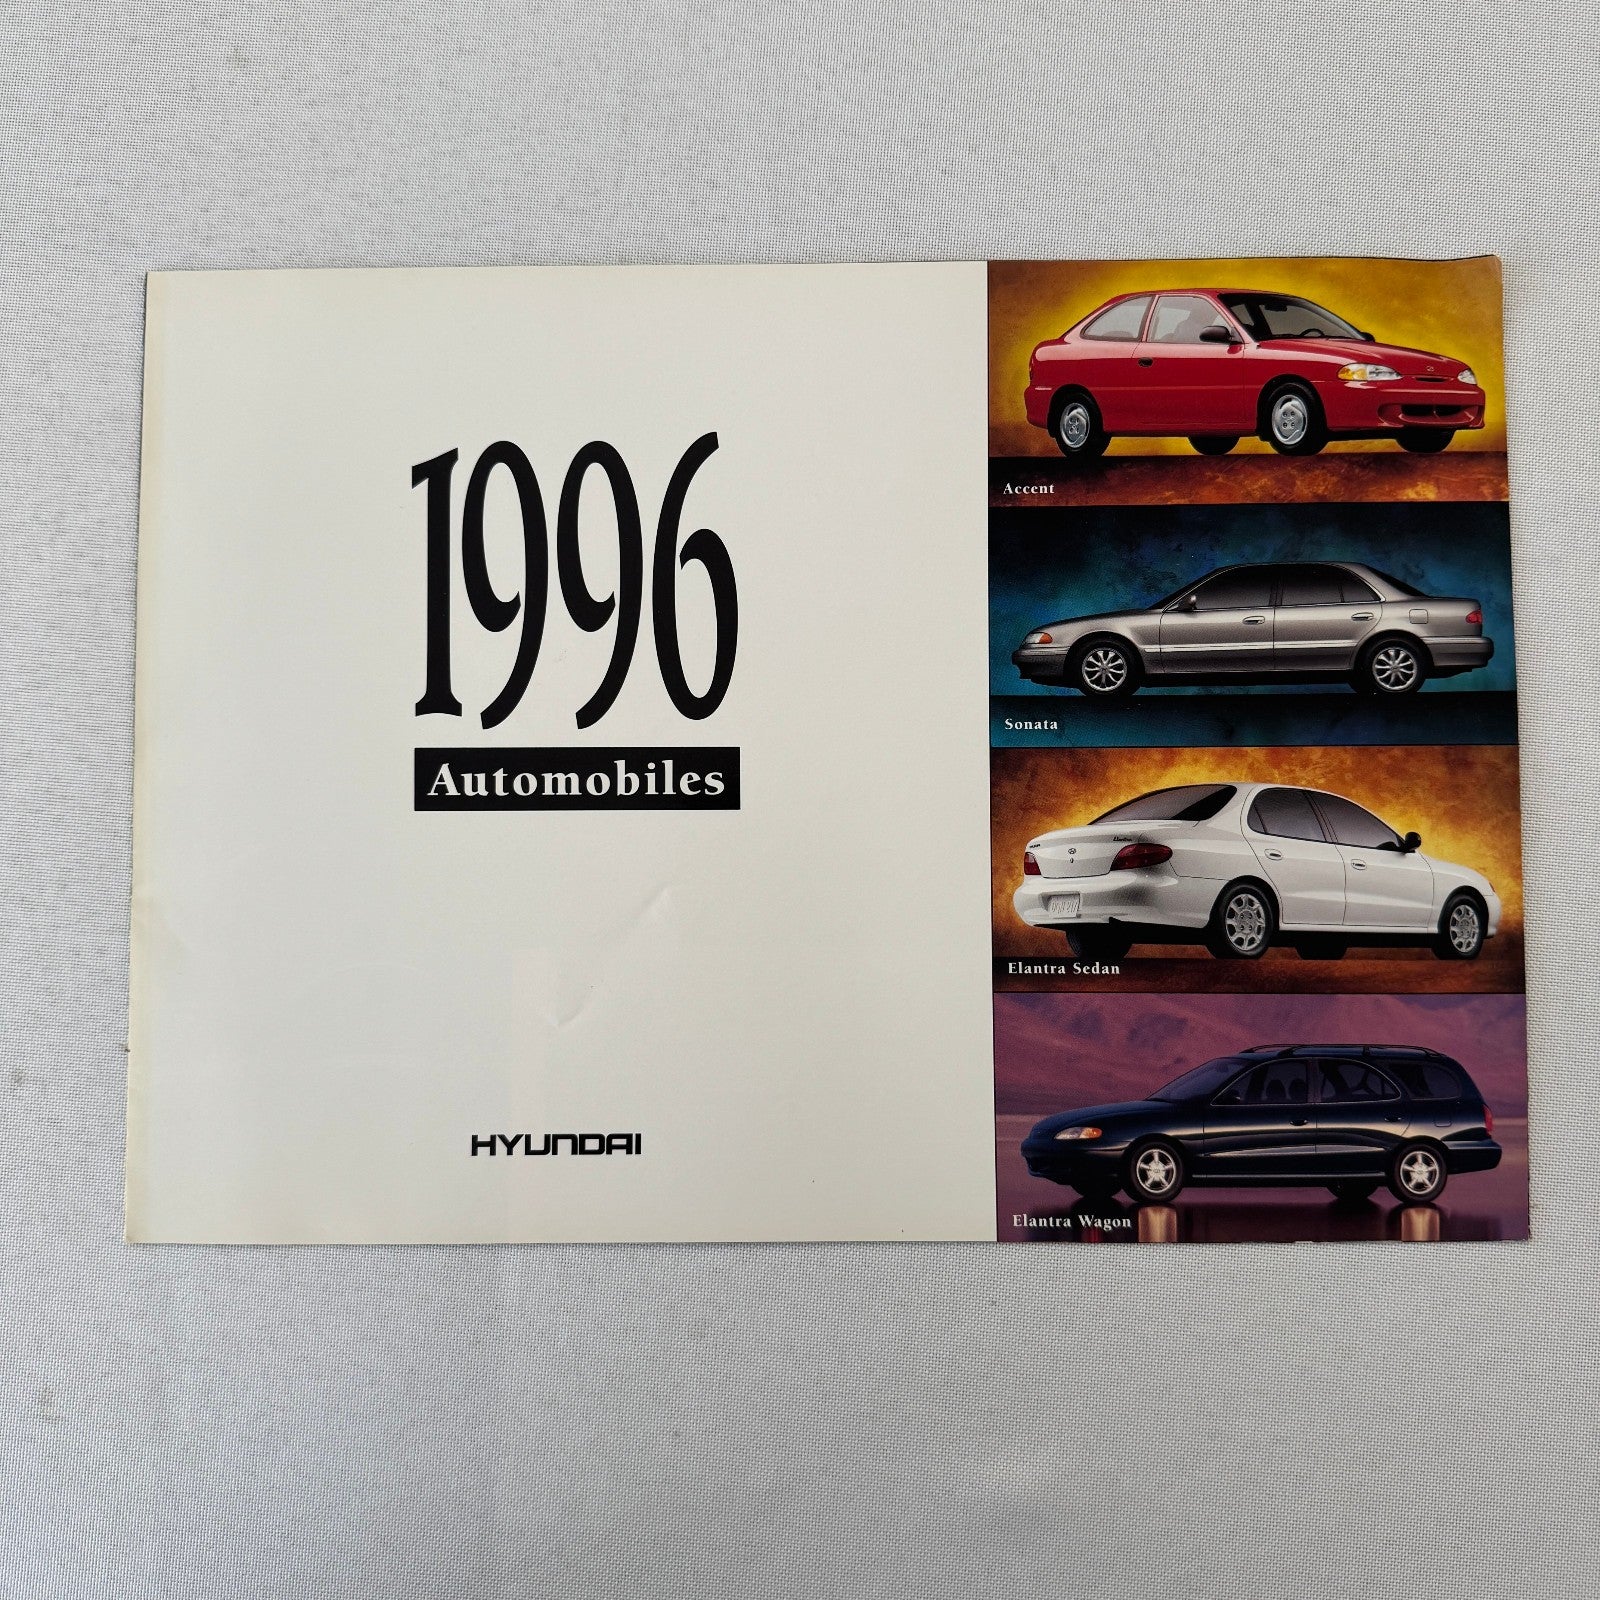 1996
Automobiles
HYUNDAI
Accent
Sonata
Elantra Sedan
Elantra Wagon